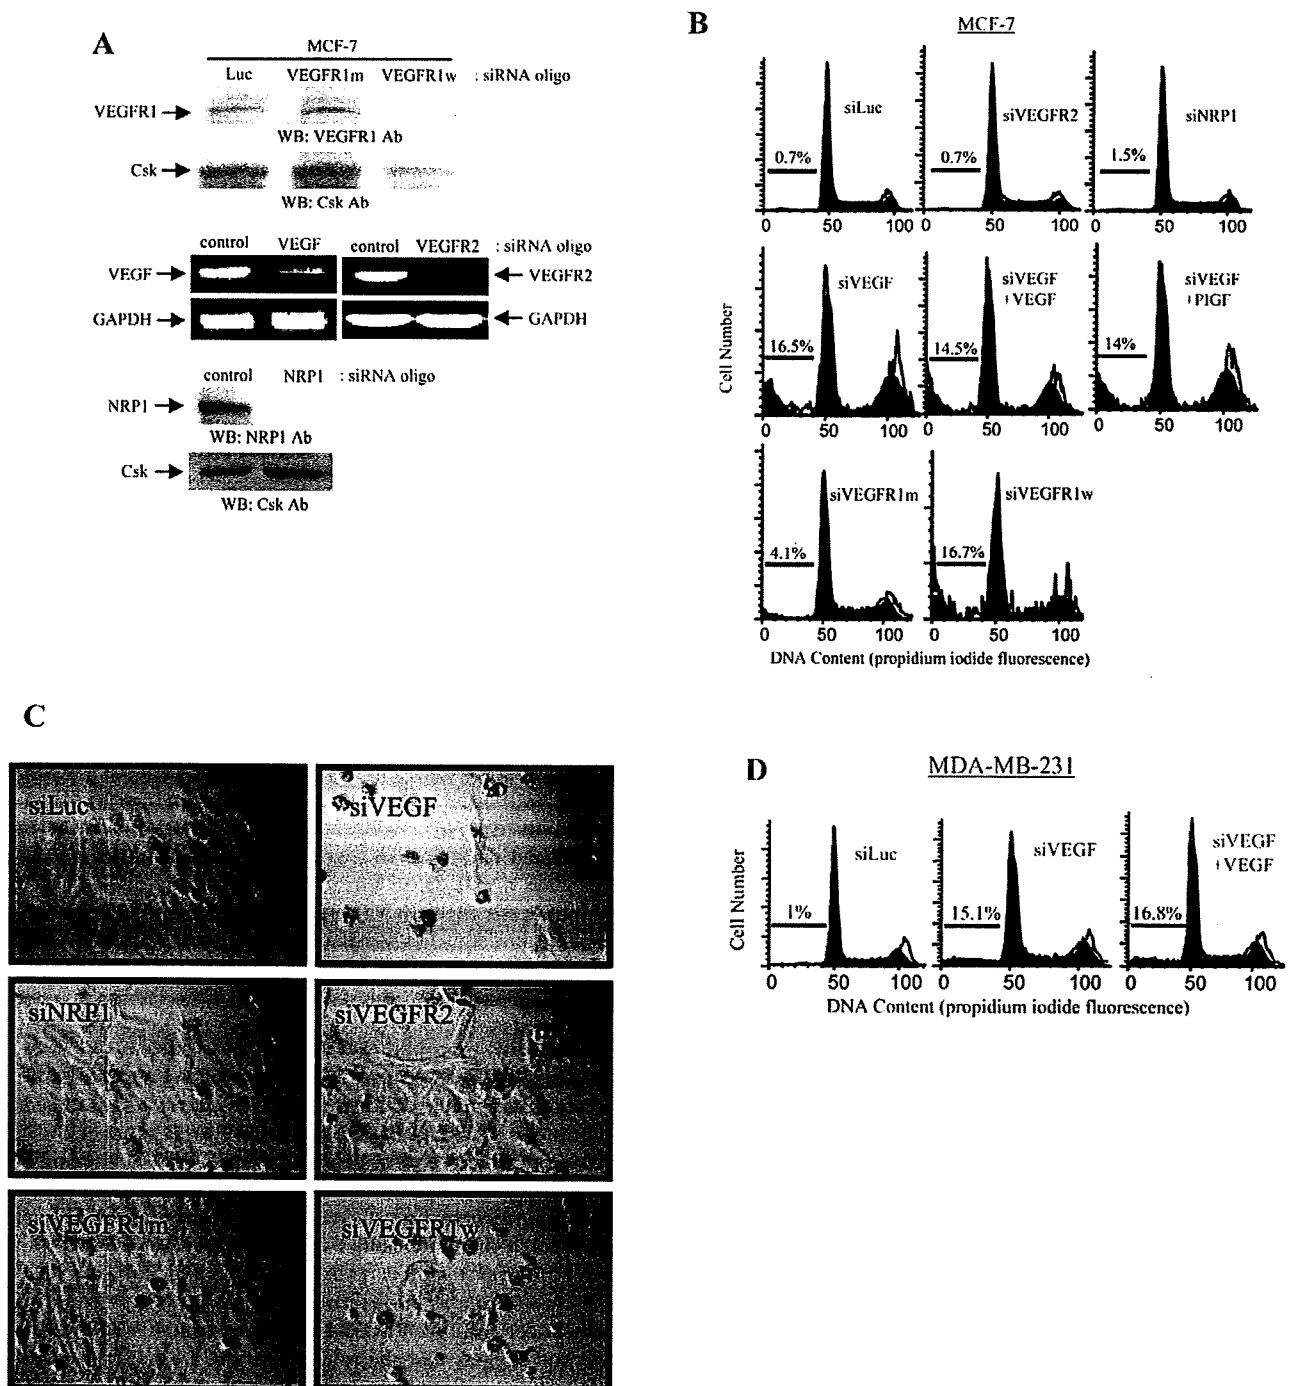 A
MCF-7
Luc VEGFR1m VEGFR1w : siRNA oligo
VEGFR1
WB: VEGFR1 Ab
Csk
WB: Csk Ab
control VEGF control VEGFR2 : siRNA oligo
VEGF VEGFR2
GAPDH GAPDH
control NRP1 : siRNA oligo
NRP1
WB: NRP1 Ab
Csk
WB: Csk Ab
B
MCF-7
siLuc siVEGFR2 siNRP1
0.7% 0.7% 1.5%
0 50 100 0 50 100 0 50 100
siVEGF siVEGF +VEGF siVEGF +PlGF
16.5% 14.5% 14%
Cell Number
0 50 100 0 50 100 0 50 100
siVEGFR1m siVEGFR1w
4.1% 16.7%
0 50 100 0 50 100
DNA Content (propidium iodide fluorescence)
C
siLuc siVEGF
siNRP1 siVEGFR2
siVEGFR1m siVEGFR1w
D
MDA-MB-231
siLuc siVEGF siVEGF +VEGF
1% 15.1% 16.8%
Cell Number
0 50 100 0 50 100 0 50 100
DNA Content (propidium iodide fluorescence)